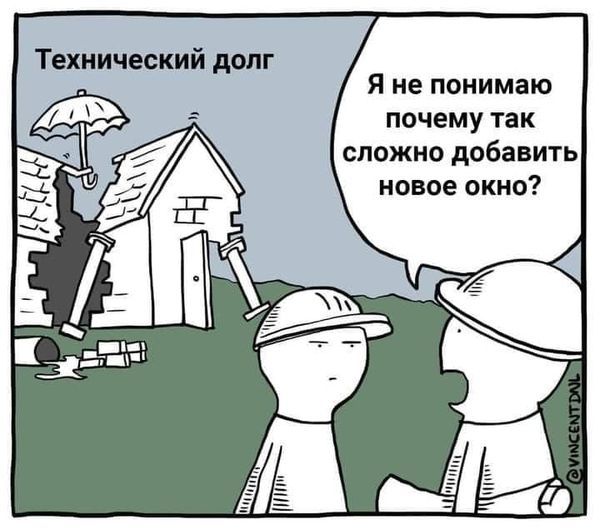 Технический долг
Я не понимаю
почему так
сложно добавить
новое окно?
@VINCENTDNL